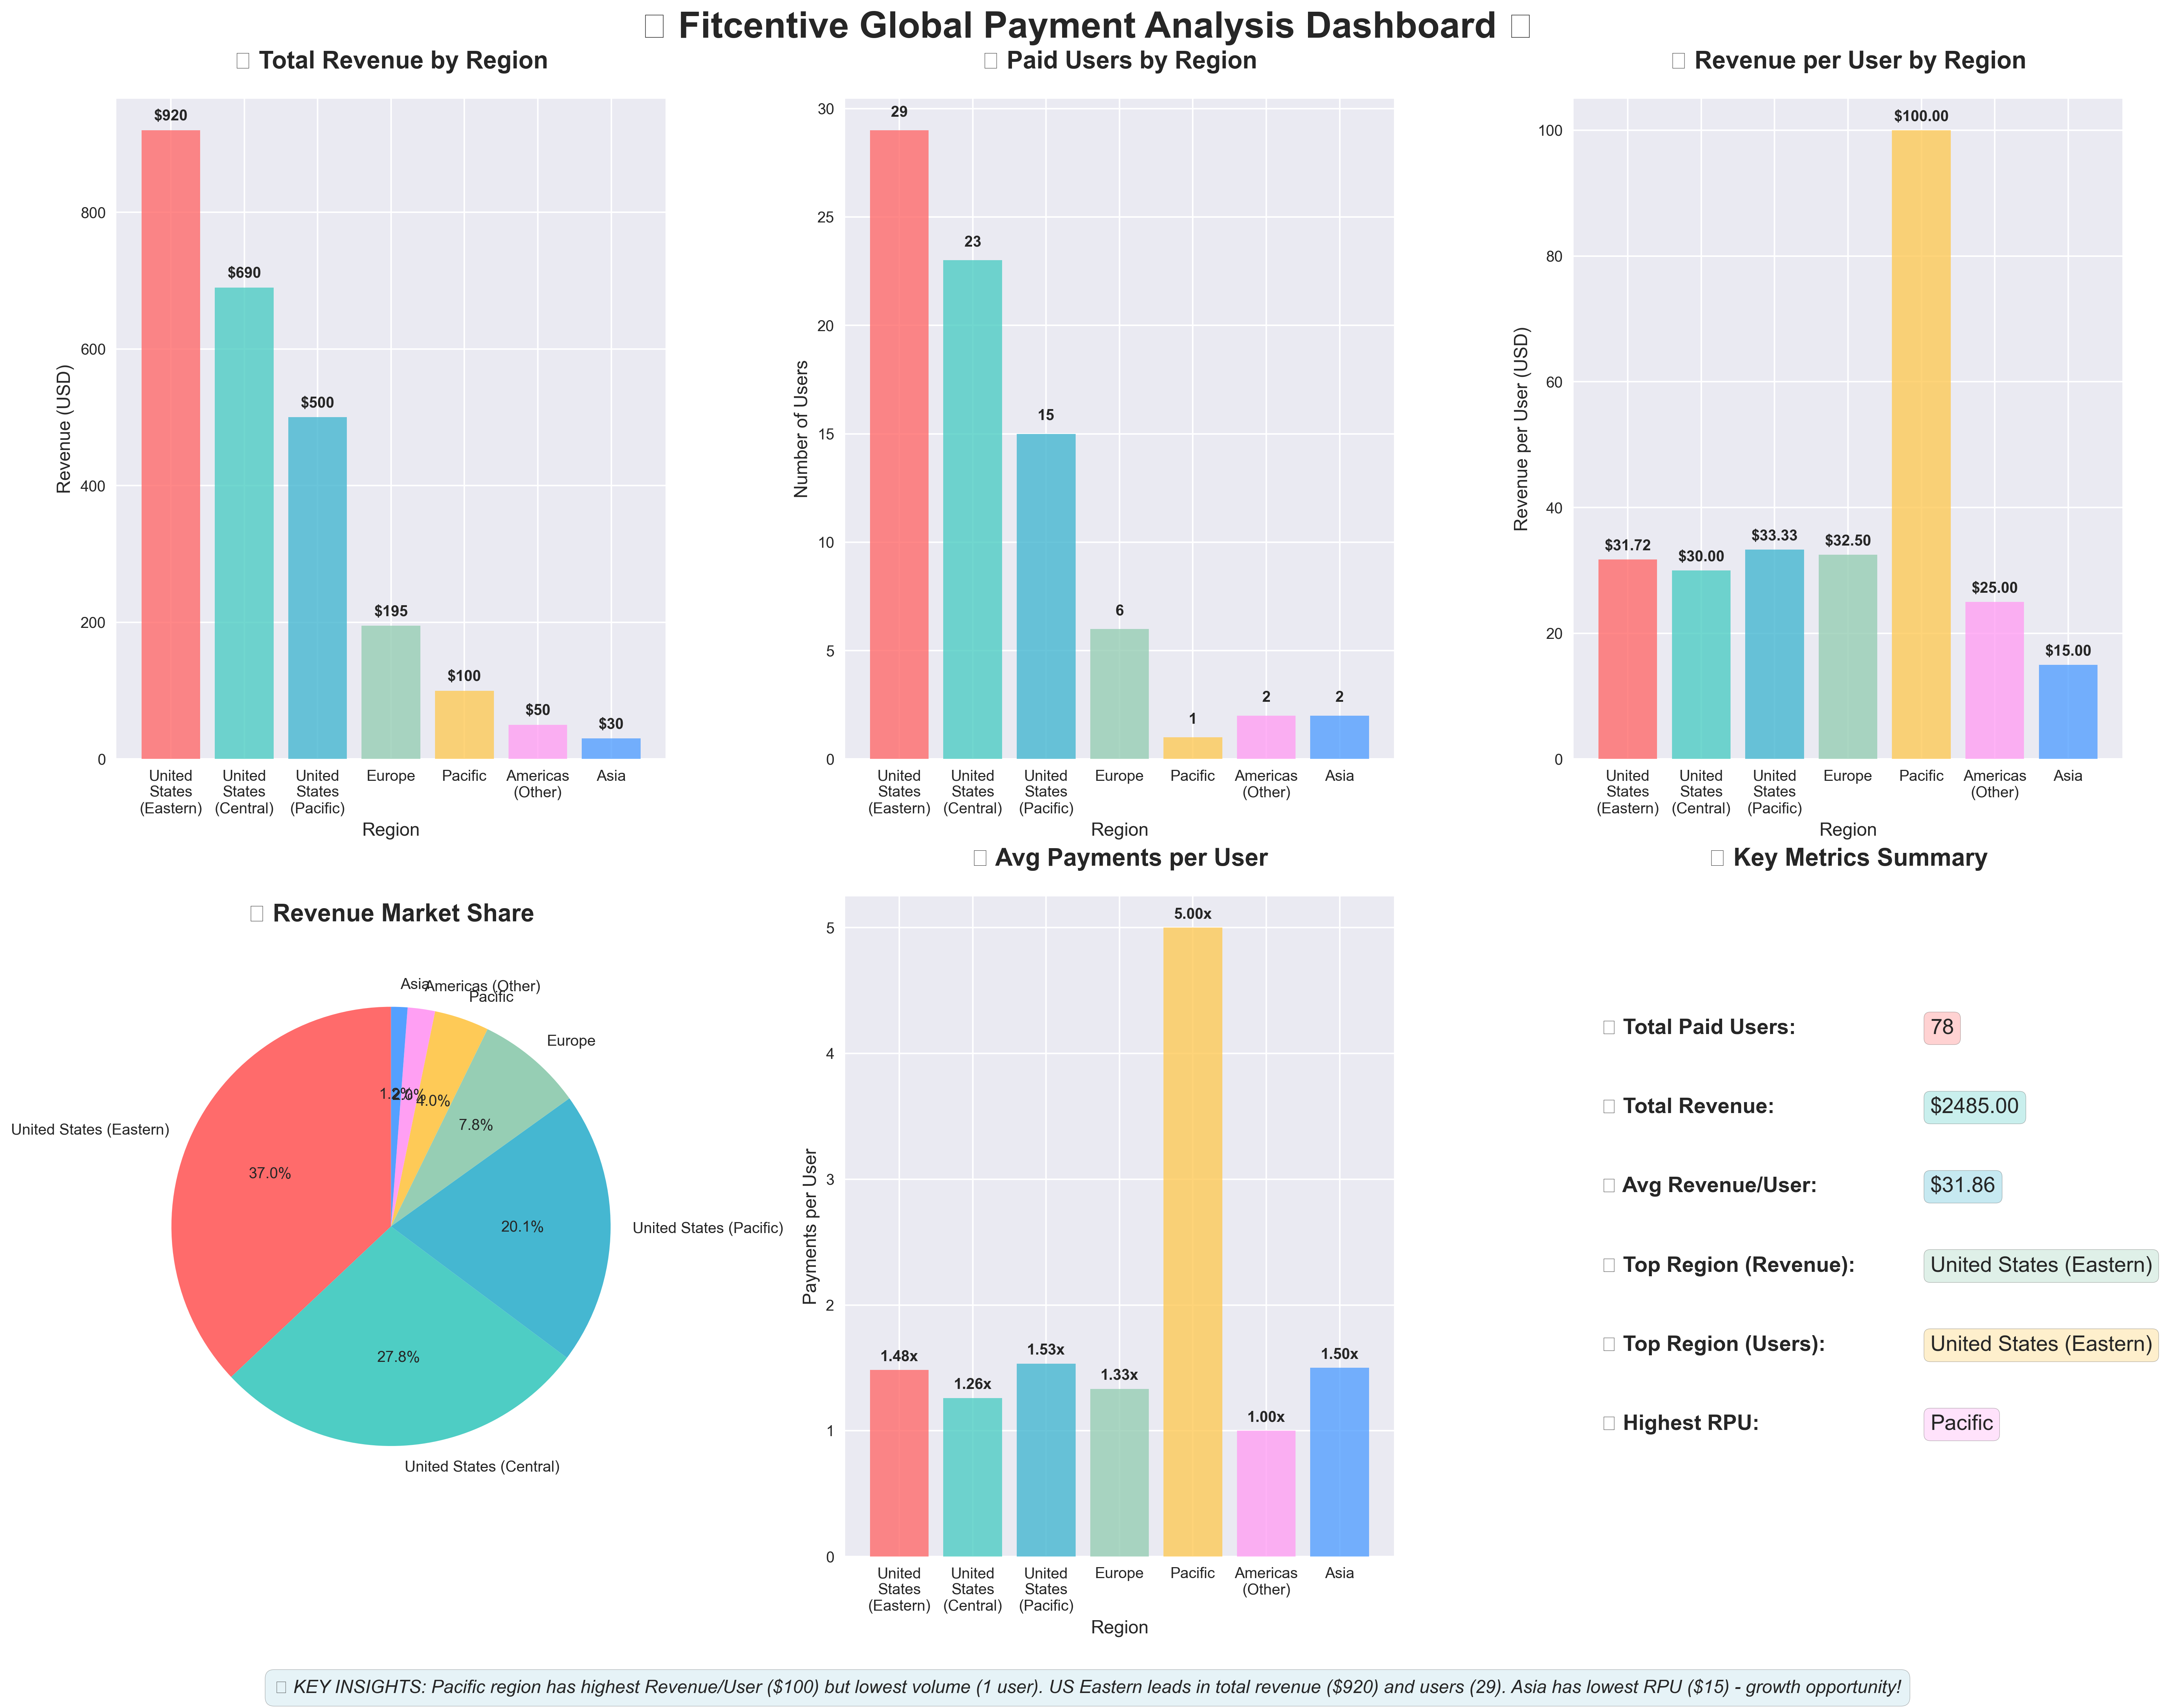 Fitcentive Global Payment Analysis Dashboard
Total Revenue by Region
Revenue (USD)
800
600
400
200
0
$920
$690
$500
$195
$100
$50
$30
United States (Eastern)
United States (Central)
United States (Pacific)
Europe
Pacific
Americas (Other)
Asia
Region
Paid Users by Region
Number of Users
30
25
20
15
10
5
0
29
23
15
6
1
2
2
United States (Eastern)
United States (Central)
United States (Pacific)
Europe
Pacific
Americas (Other)
Asia
Region
Revenue per User by Region
Revenue per User (USD)
100
80
60
40
20
0
$31.72
$30.00
$33.33
$32.50
$100.00
$25.00
$15.00
United States (Eastern)
United States (Central)
United States (Pacific)
Europe
Pacific
Americas (Other)
Asia
Region
Revenue Market Share
Asia
Americas (Other)
Pacific
Europe
United States (Pacific)
United States (Central)
United States (Eastern)
1.2%
2.0%
4.0%
7.8%
20.1%
27.8%
37.0%
Avg Payments per User
Payments per User
5
4
3
2
1
0
1.48x
1.26x
1.53x
1.33x
5.00x
1.00x
1.50x
United States (Eastern)
United States (Central)
United States (Pacific)
Europe
Pacific
Americas (Other)
Asia
Region
Key Metrics Summary
Total Paid Users: 78
Total Revenue: $2485.00
Avg Revenue/User: $31.86
Top Region (Revenue): United States (Eastern)
Top Region (Users): United States (Eastern)
Highest RPU: Pacific
KEY INSIGHTS: Pacific region has highest Revenue/User ($100) but lowest volume (1 user). US Eastern leads in total revenue ($920) and users (29). Asia has lowest RPU ($15) - growth opportunity!